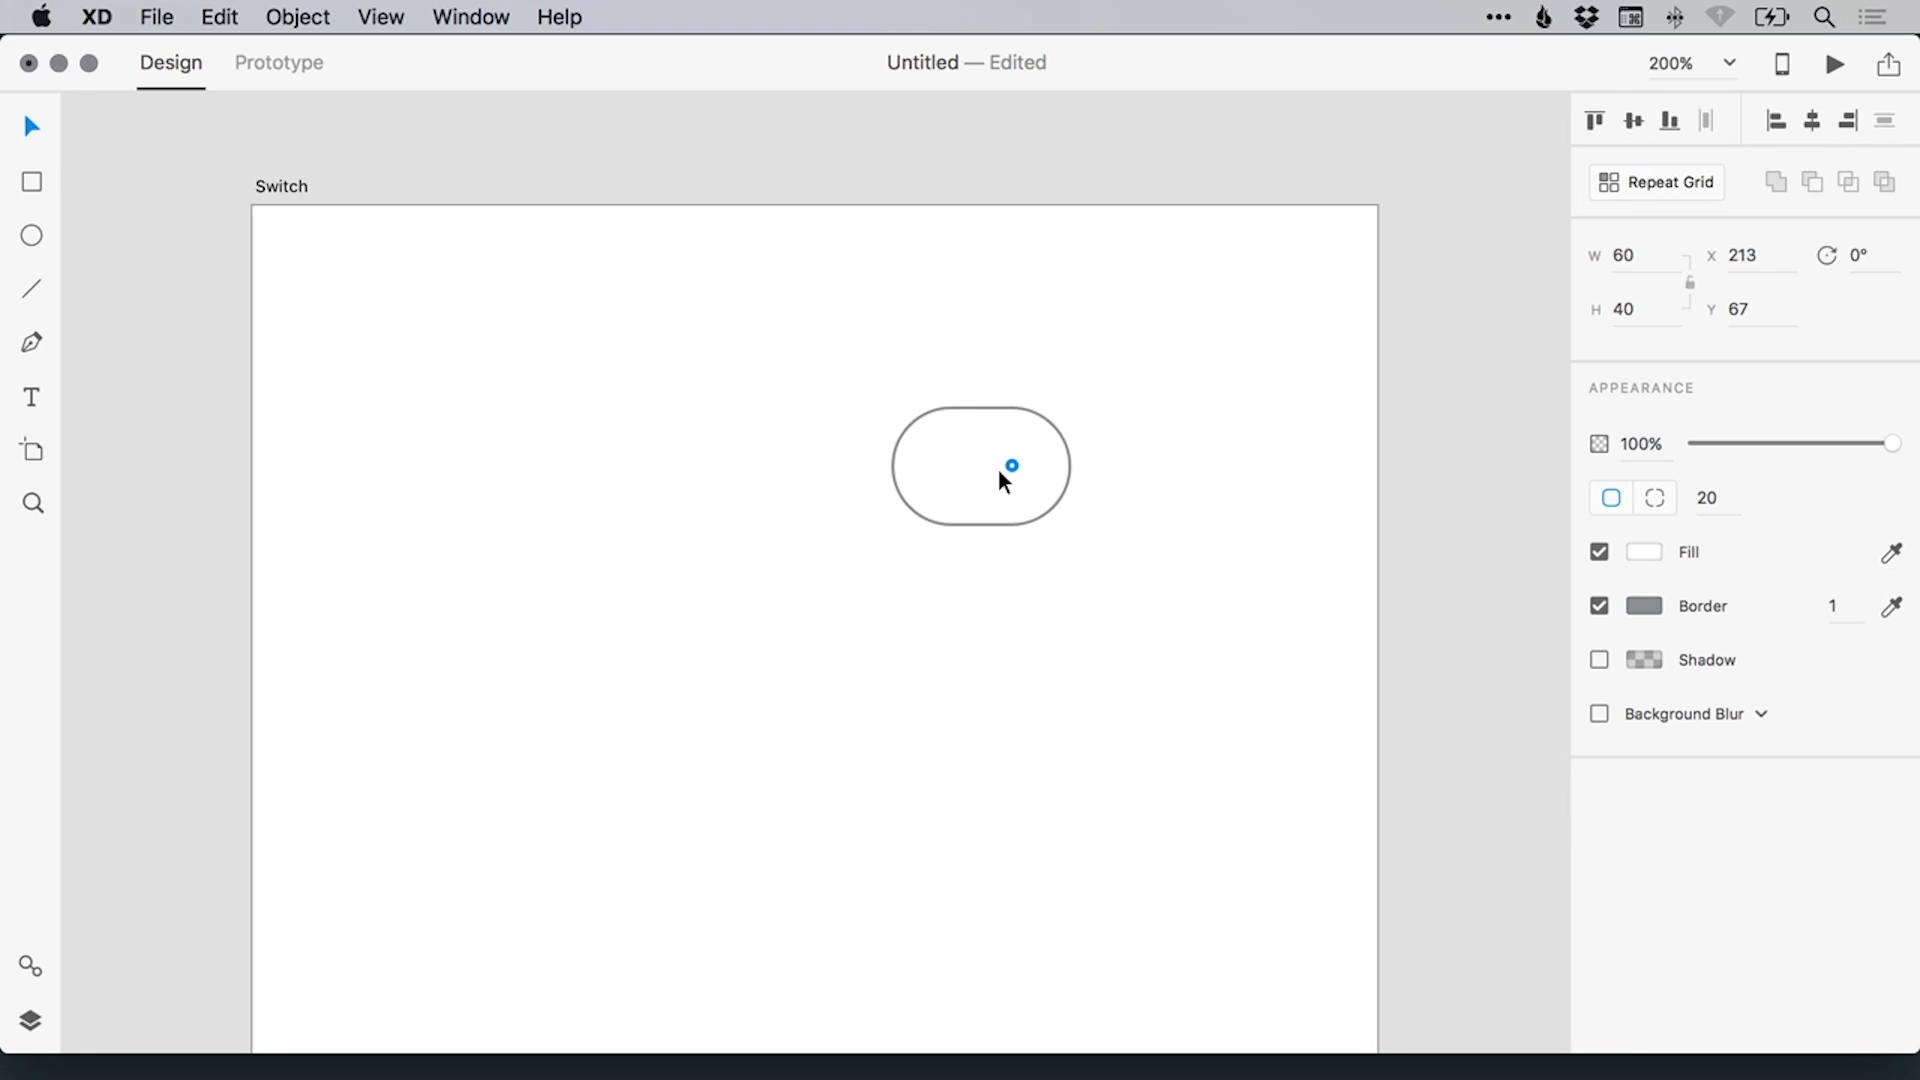 XD File Edit Object View Window Help
Design Prototype Untitled — Edited 200%
Switch
Repeat Grid
W 60 X 213 0°
H 40 Y 67
APPEARANCE
100%
20
Fill
Border 1
Shadow
Background Blur
T